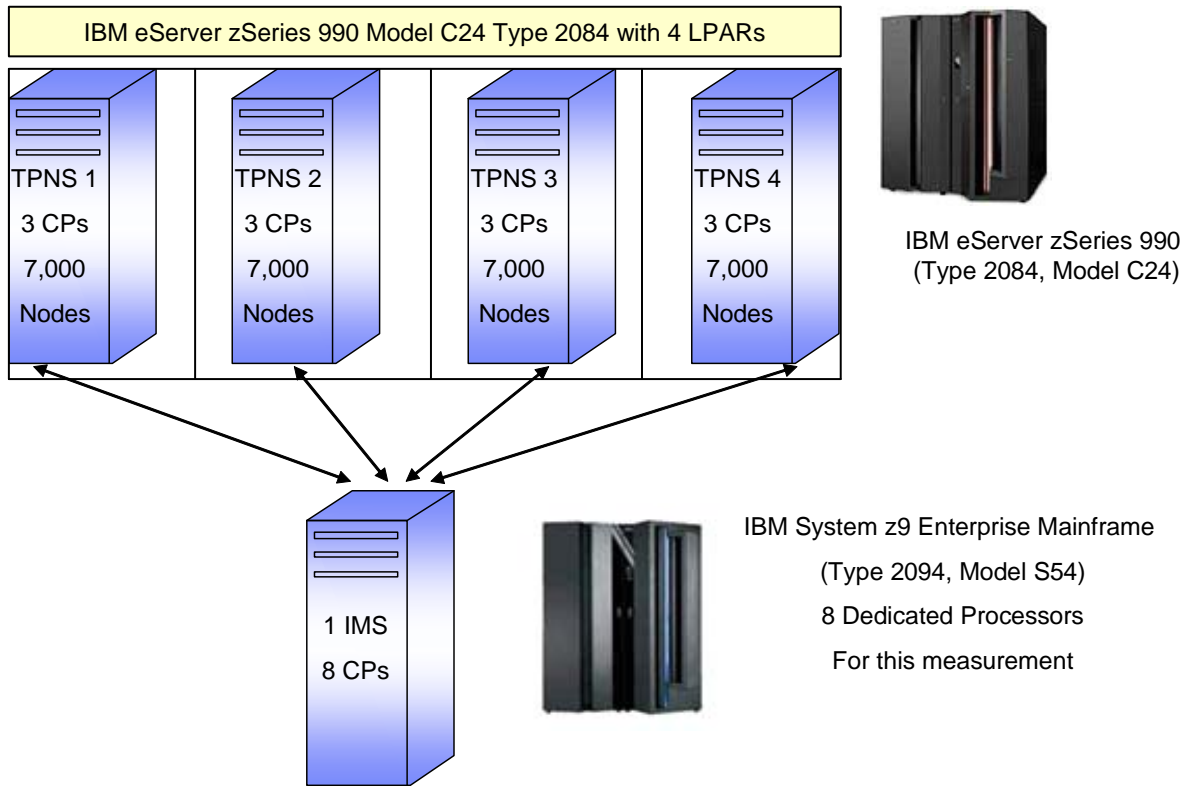 IBM eServer zSeries 990 Model C24 Type 2084 with 4 LPARs
TPNS 1
3 CPs
7,000
Nodes
TPNS 2
3 CPs
7,000
Nodes
TPNS 3
3 CPs
7,000
Nodes
TPNS 4
3 CPs
7,000
Nodes
IBM eServer zSeries 990
(Type 2084, Model C24)
1 IMS
8 CPs
IBM System z9 Enterprise Mainframe
(Type 2094, Model S54)
8 Dedicated Processors
For this measurement